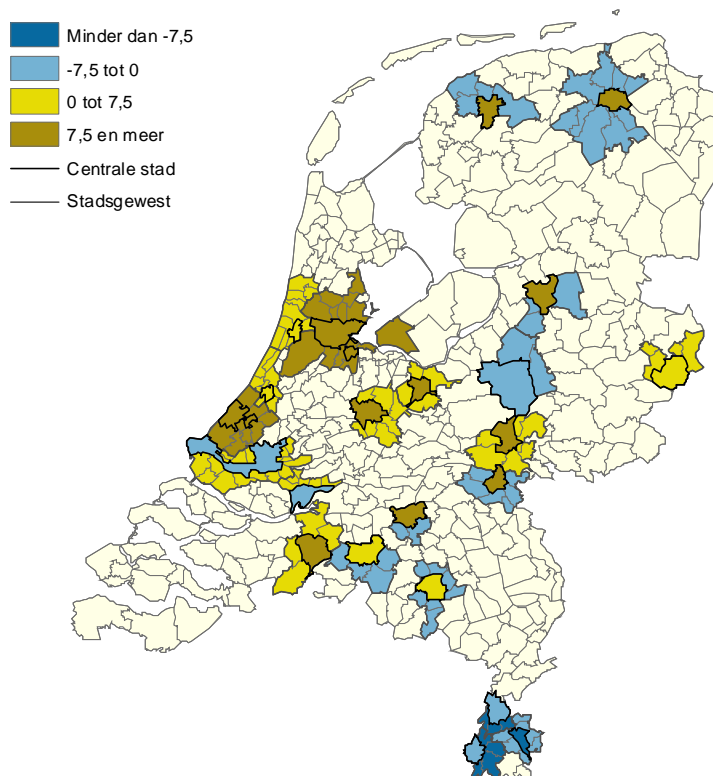 Minder dan -7,5
-7,5 tot 0
0 tot 7,5
7,5 en meer
Centrale stad
Stadsgewest